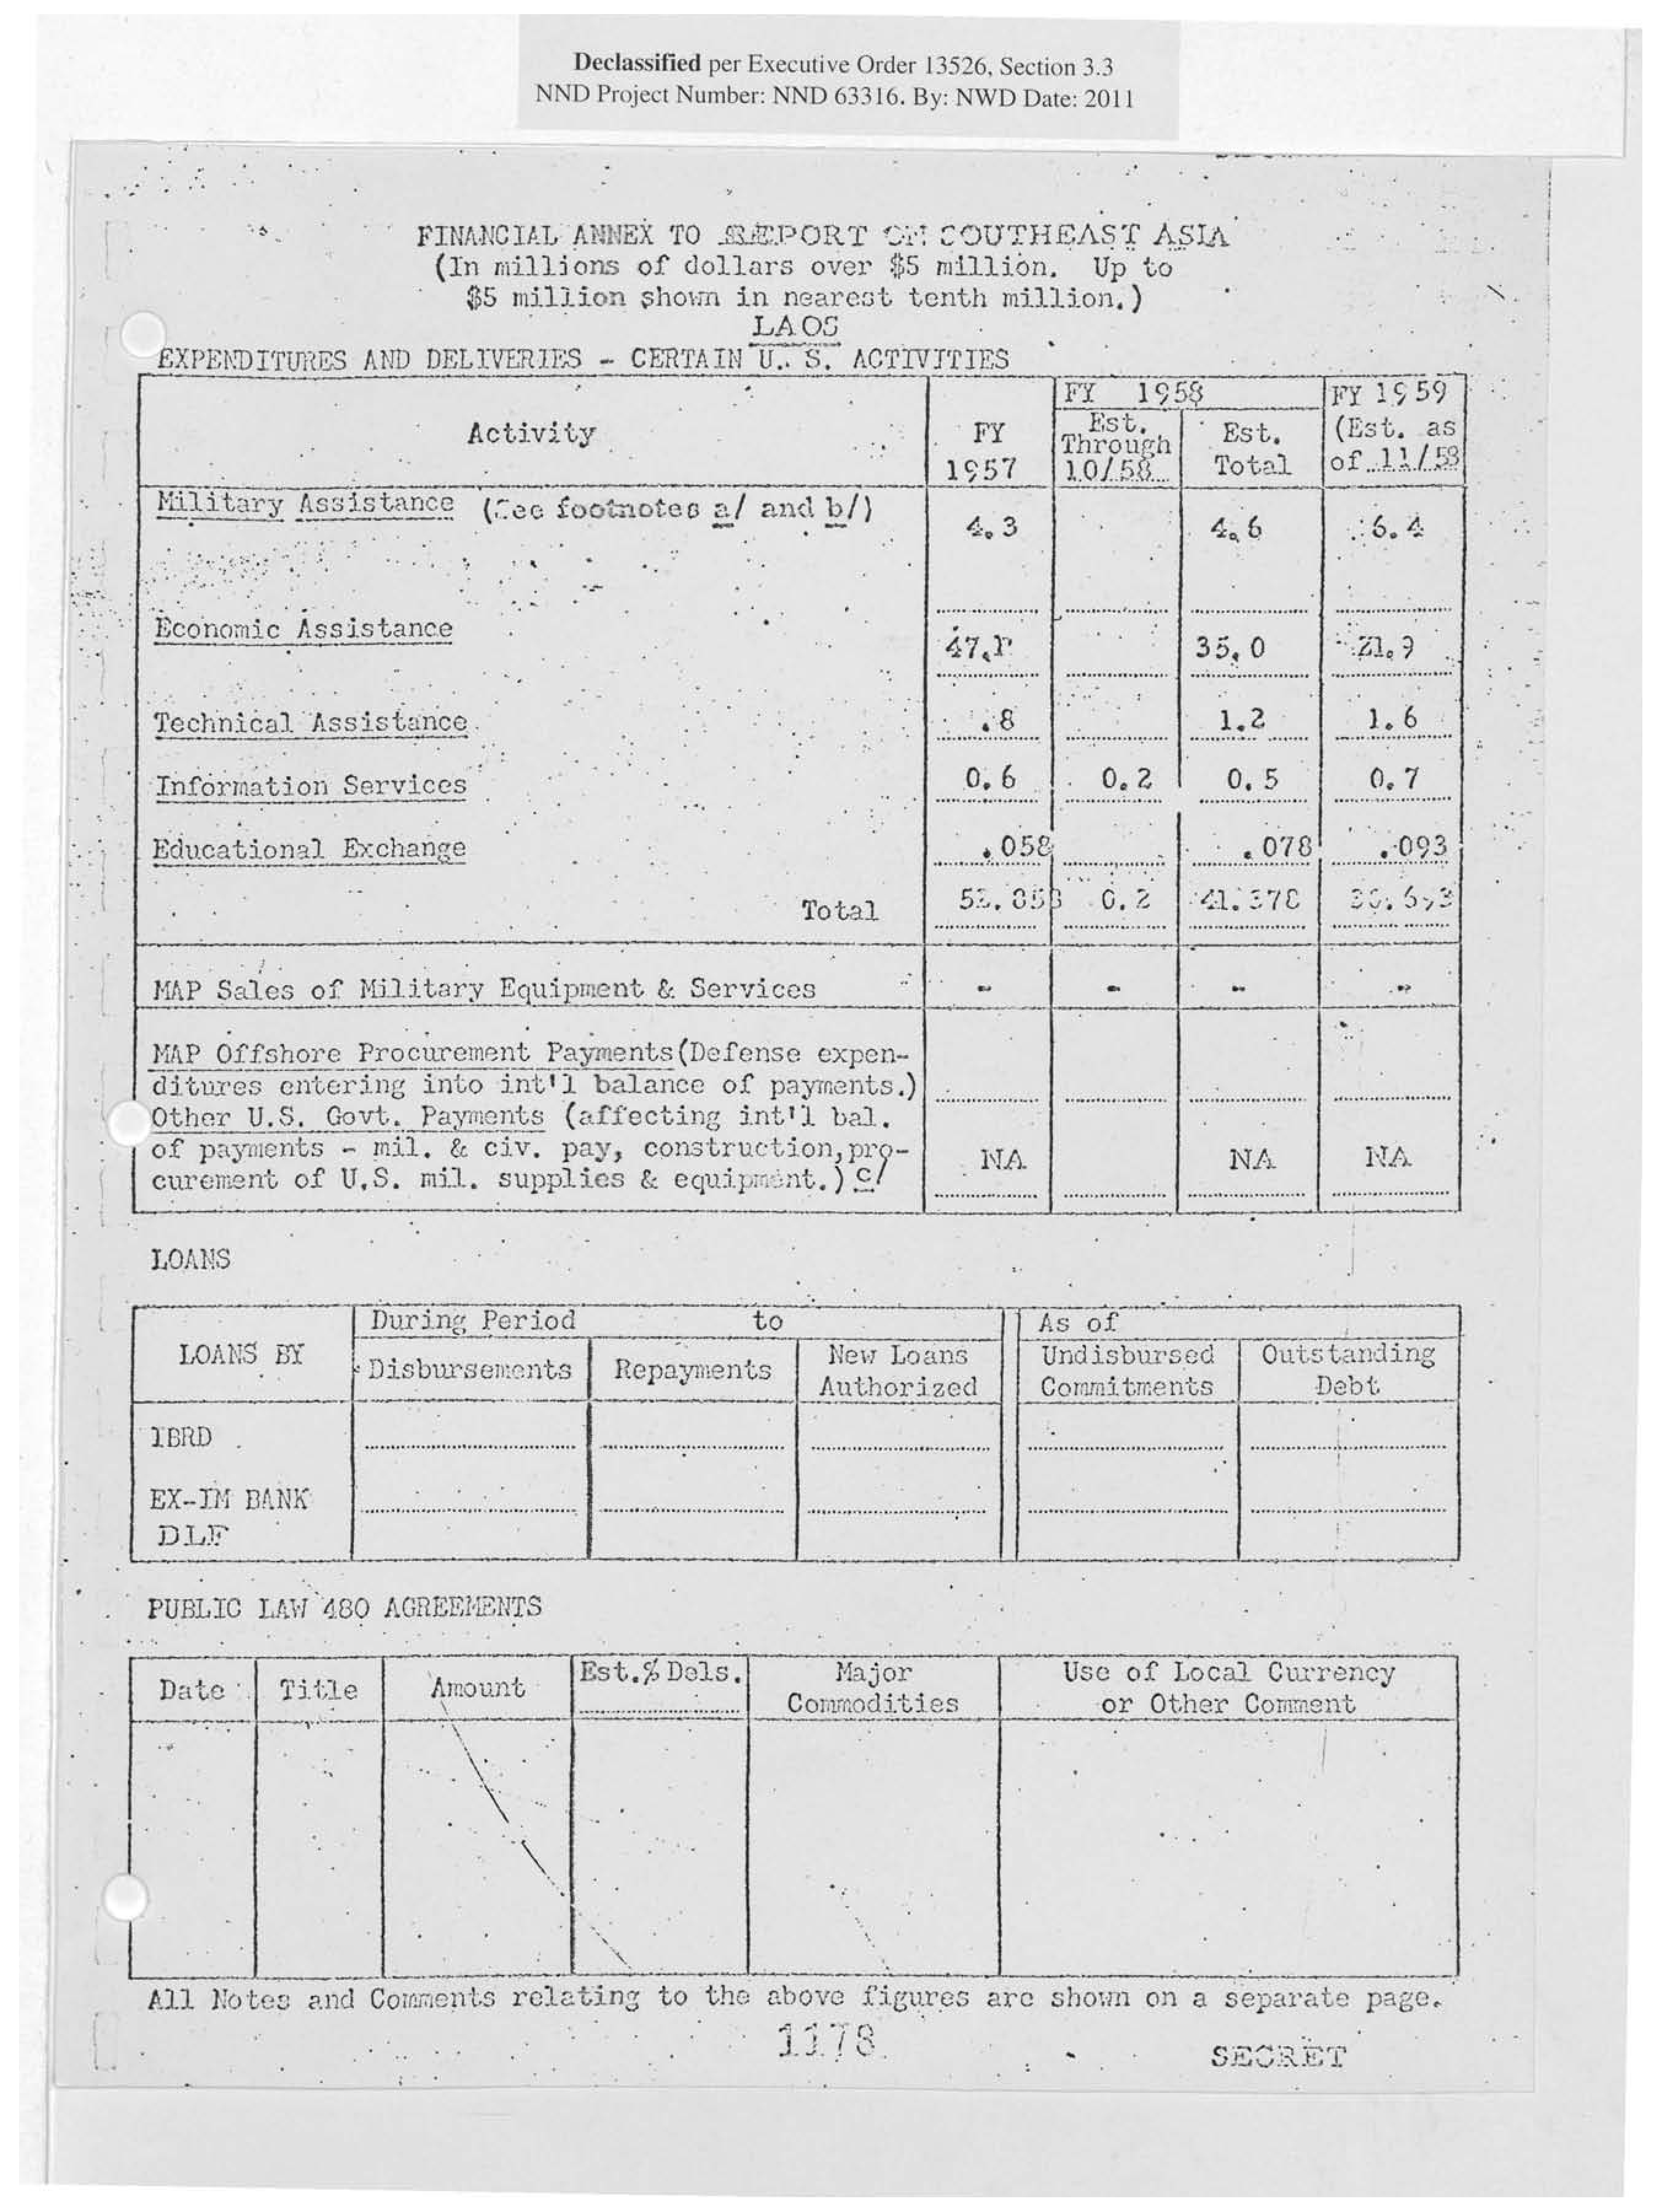 Declassified per Executive Order 13526, Section 3.3
NND Project Number: NND 63316. By: NWD Date: 2011
FINANCIAL ANNEX TO REPORT ON SOUTHEAST ASIA
(In millions of dollars over $5 million. Up to
$5 million shown in nearest tenth million.)
LAOS
EXPENDITURES AND DELIVERIES - CERTAIN U. S. ACTIVITIES
Activity
FY 1957
FY 1958
Est. Through 10/58
Est. Total
FY 1959 (Est. as of 11/58
Military Assistance (See footnotes a/ and b/) 4.3 4.6 6.4
Economic Assistance 47. 35.0 .9
Technical Assistance .8 1.2 1.6
Information Services 0.6 0.2 0.5 0.7
Educational Exchange .058 .078 .093
Total 0.2 41.378
MAP Sales of Military Equipment & Services - - - -
MAP Offshore Procurement Payments(Defense expen-
ditures entering into int'l balance of payments.)
Other U.S. Govt. Payments (affecting int'l bal.
of payments - mil. & civ. pay, construction,pro- NA NA NA
curement of U.S. mil. supplies & equipment.) c/
LOANS
LOANS BY
During Period to
Disbursements
Repayments
New Loans Authorized
As of
Undisbursed Commitments
Outstanding Debt
IBRD
EX-IM BANK
DLF
PUBLIC LAW 480 AGREEMENTS
Date
Title
Amount
Est.% Dels.
Major Commodities
Use of Local Currency or Other Comment
All Notes and Comments relating to the above figures are shown on a separate page.
1178
SECRET